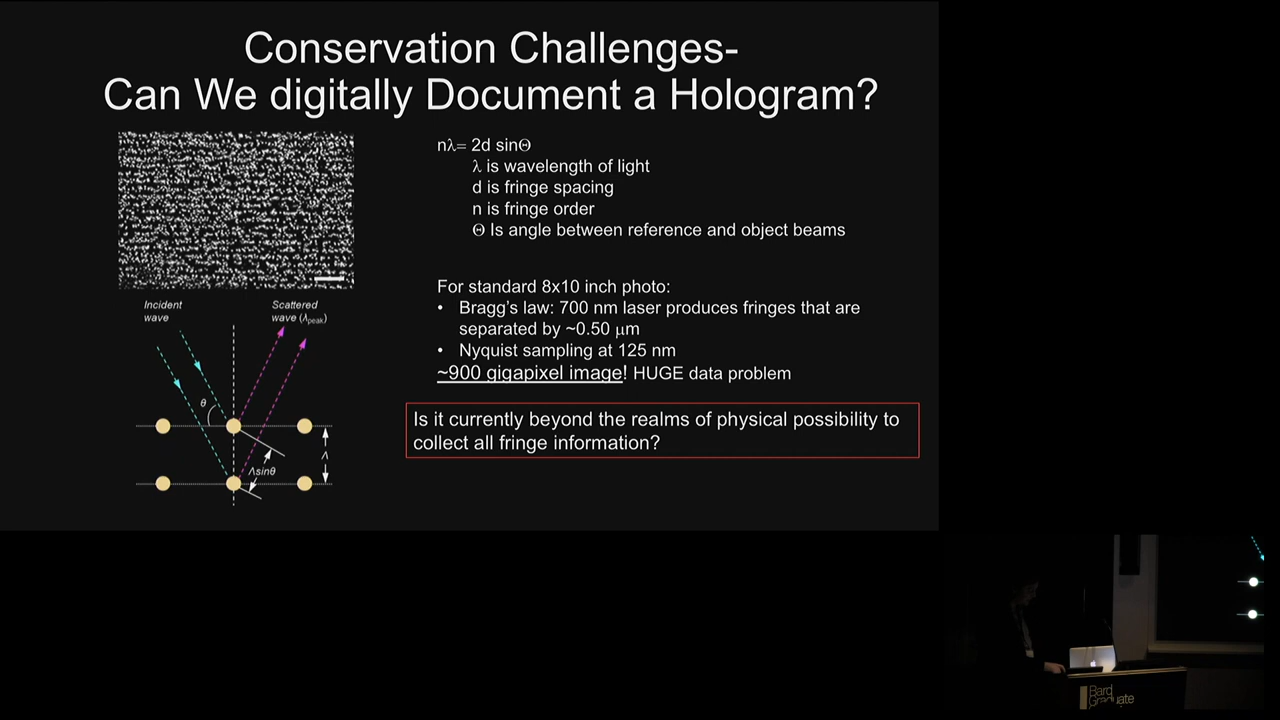 Conservation Challenges-
Can We digitally Document a Hologram?
nλ= 2d sinΘ
λ is wavelength of light
d is fringe spacing
n is fringe order
Θ Is angle between reference and object beams
For standard 8x10 inch photo:
• Bragg's law: 700 nm laser produces fringes that are
separated by ~0.50 μm
• Nyquist sampling at 125 nm
~900 gigapixel image! HUGE data problem
Is it currently beyond the realms of physical possibility to
collect all fringe information?
Incident
wave
Scattered
wave (λpeak)
θ
Λ
Λsinθ
Bard
Graduate